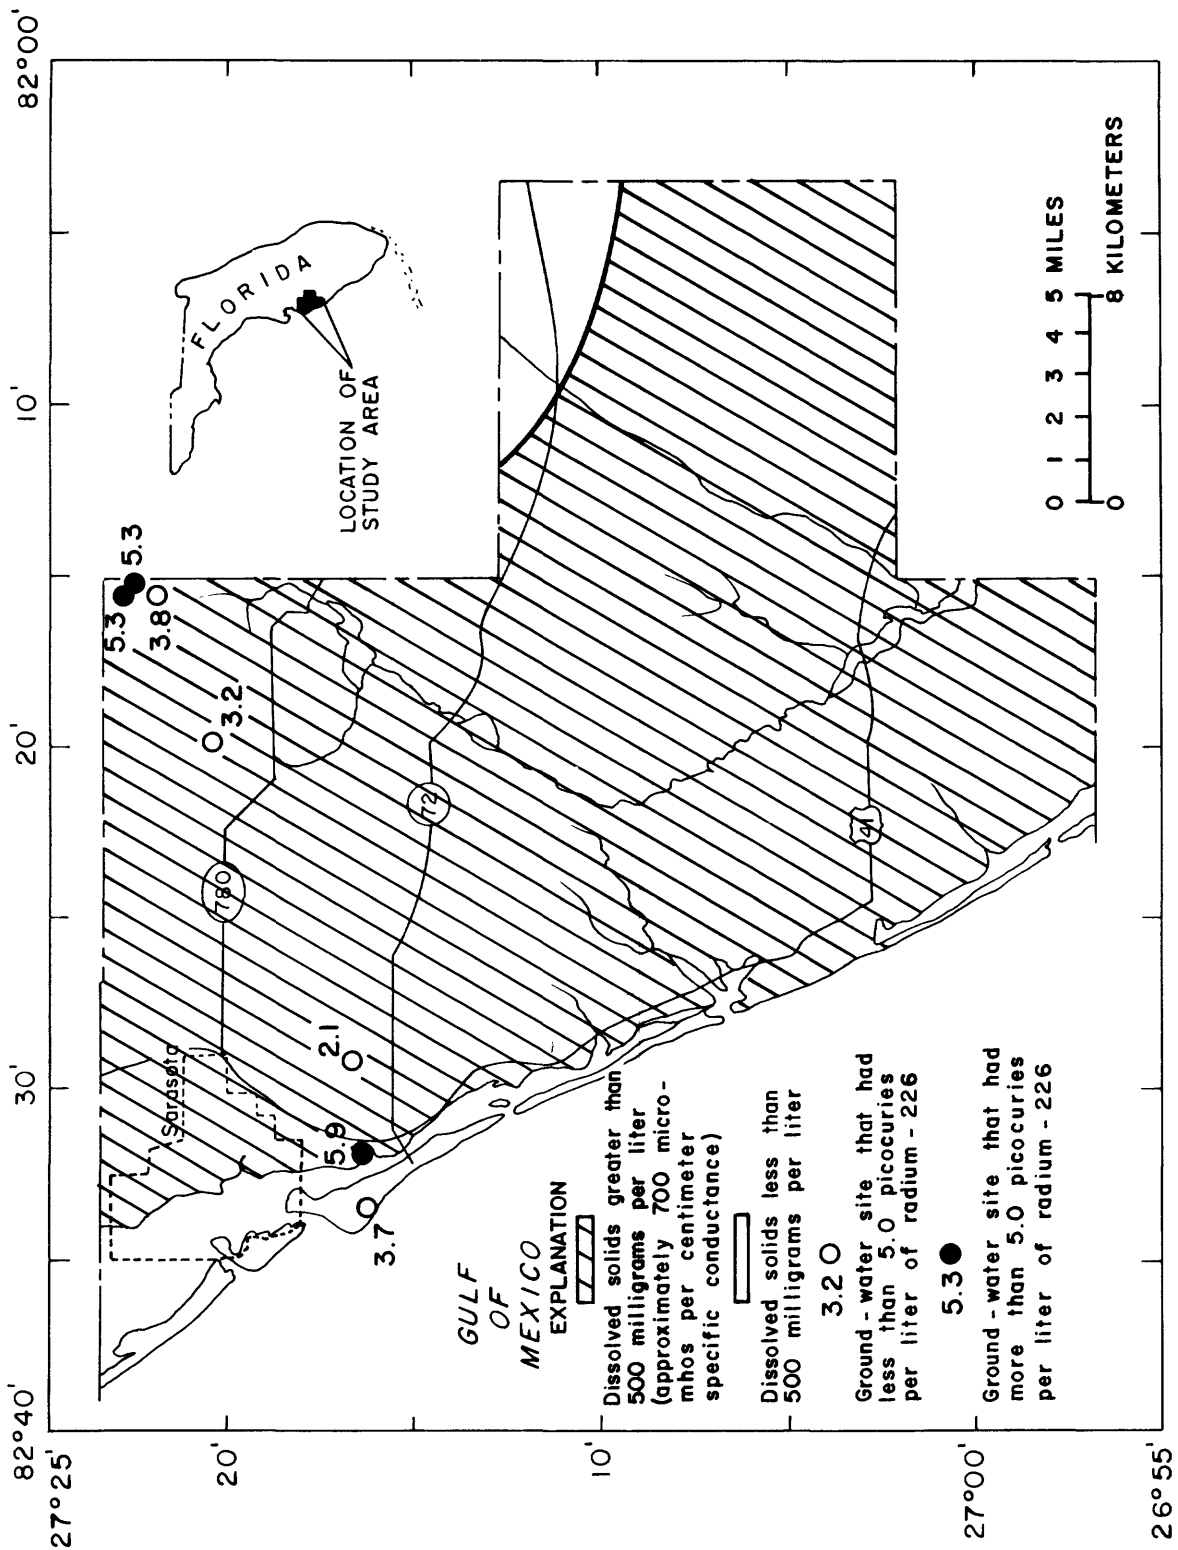 82°40'
30'
20'
10'
82°00'
27°25'
20'
10'
27°00'
26°55'
Sarasota
780
72
41
5.3
5.3
3.8
3.2
2.1
5.9
3.7
FLORIDA
LOCATION OF
STUDY AREA
GULF
OF
MEXICO
EXPLANATION
Dissolved solids greater than
500 milligrams per liter
(approximately 700 micro-
mhos per centimeter
specific conductance)
Dissolved solids less than
500 milligrams per liter
3.2
Ground-water site that had
less than 5.0 picocuries
per liter of radium-226
5.3
Ground-water site that had
more than 5.0 picocuries
per liter of radium-226
0 1 2 3 4 5 MILES
0 8 KILOMETERS